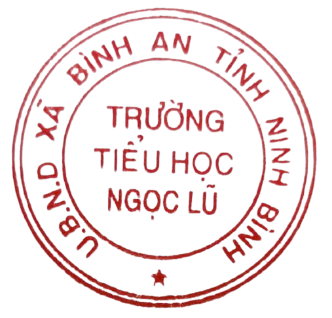 U.B.N.D XÃ BÌNH AN TỈNH NINH BÌNH
TRƯỜNG
TIỂU HỌC
NGỌC LŨ